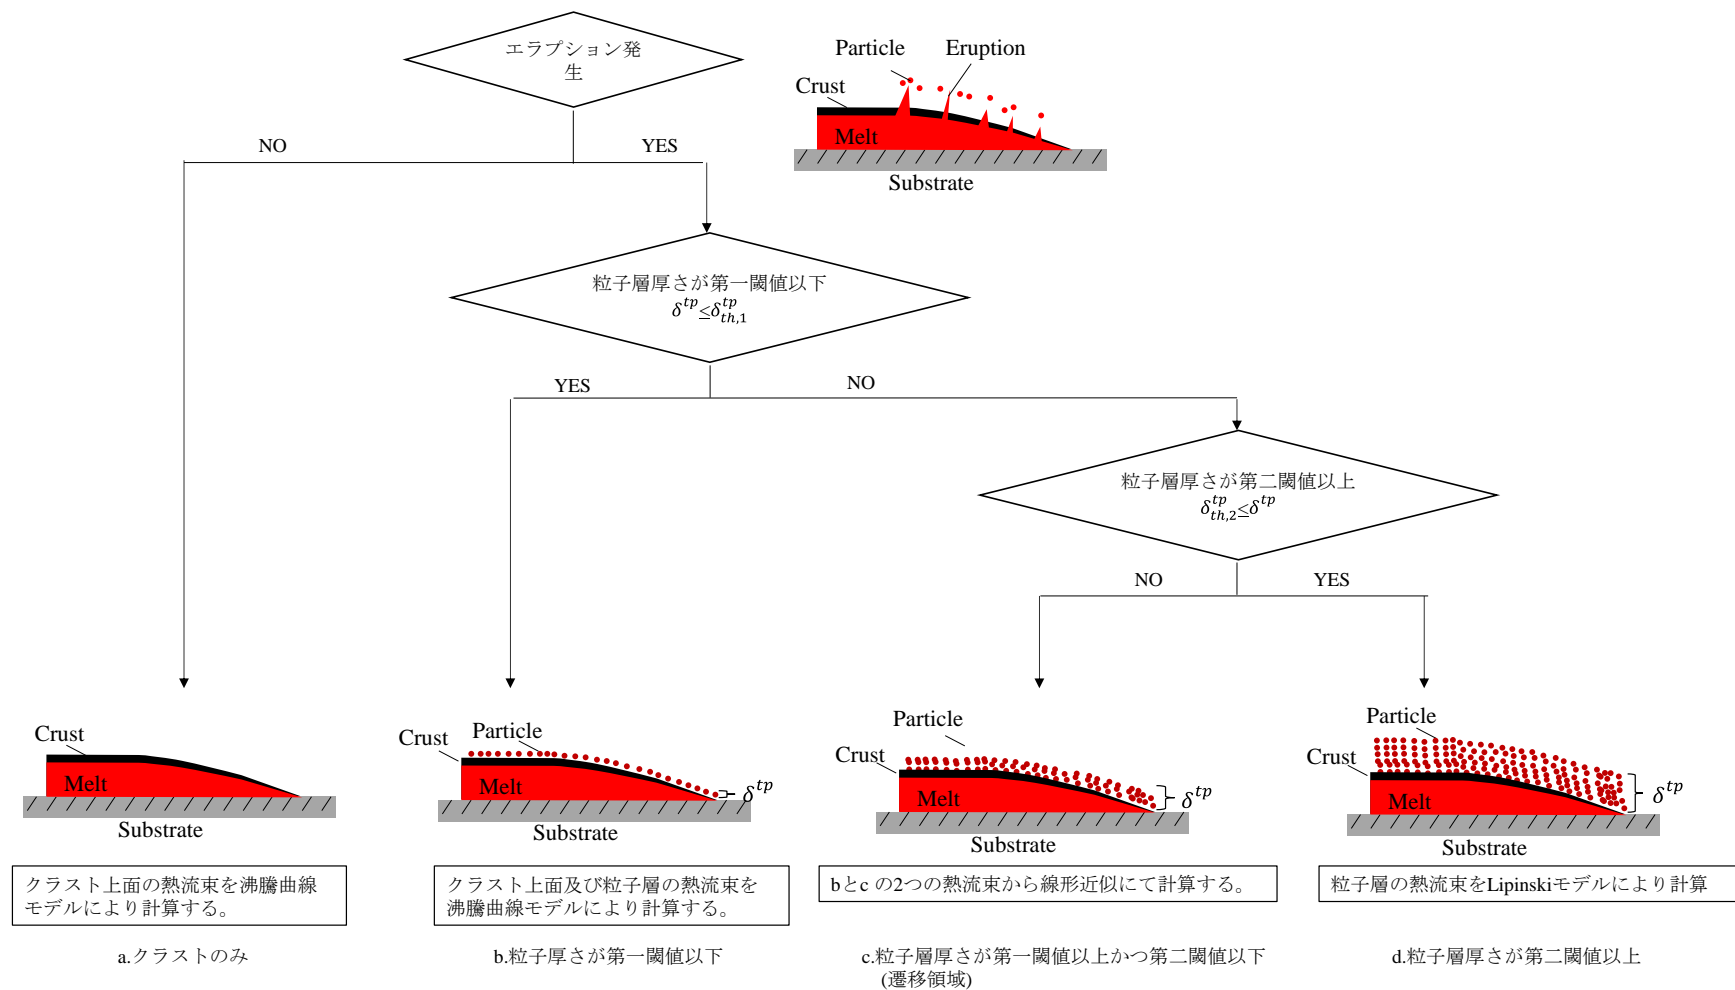 エラプション発
生
Particle
Eruption
Crust
Melt
Substrate
NO
YES
粒子層厚さが第一閾値以下
δ^{tp}≤δ^{tp}_{th,1}
YES
NO
粒子層厚さが第二閾値以上
δ^{tp}_{th,2}≤δ^{tp}
NO
YES
Crust
Melt
Substrate
クラスト上面の熱流束を沸騰曲線
モデルにより計算する。
a.クラストのみ
Particle
Crust
Melt
δ^{tp}
Substrate
クラスト上面及び粒子層の熱流束を
沸騰曲線モデルにより計算する。
b.粒子厚さが第一閾値以下
Particle
Crust
Melt
δ^{tp}
Substrate
bとc の2つの熱流束から線形近似にて計算する。
c.粒子層厚さが第一閾値以上かつ第二閾値以下
(遷移領域)
Particle
Crust
Melt
δ^{tp}
Substrate
粒子層の熱流束をLipinskiモデルにより計算
d.粒子層厚さが第二閾値以上